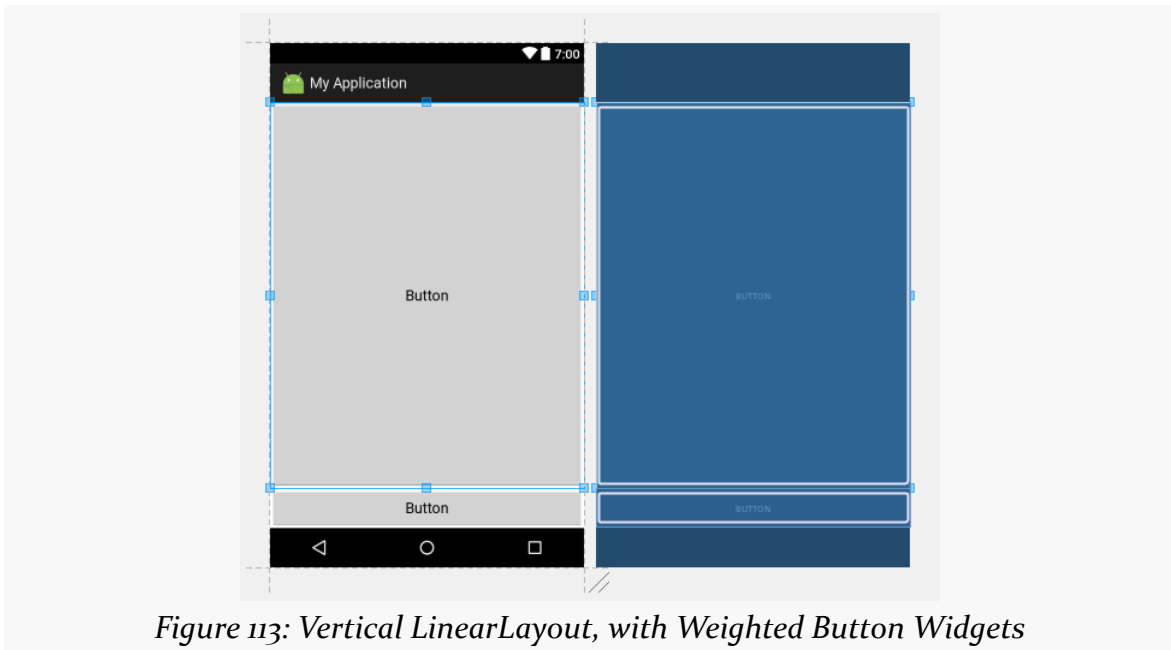 7:00
My Application
Button
BUTTON
Button
BUTTON
Figure 113: Vertical LinearLayout, with Weighted Button Widgets